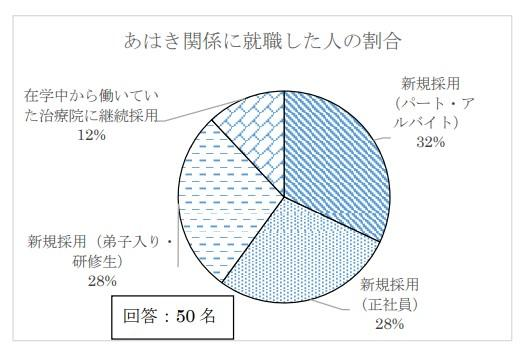 あはき関係に就職した人の割合
在学中から働いてい
た治療院に継続採用
12%
新規採用
（パート・ア
ルバイト）
32%
新規採用（弟子入り・
研修生）
28%
新規採用
（正社員）
28%
回答：50 名